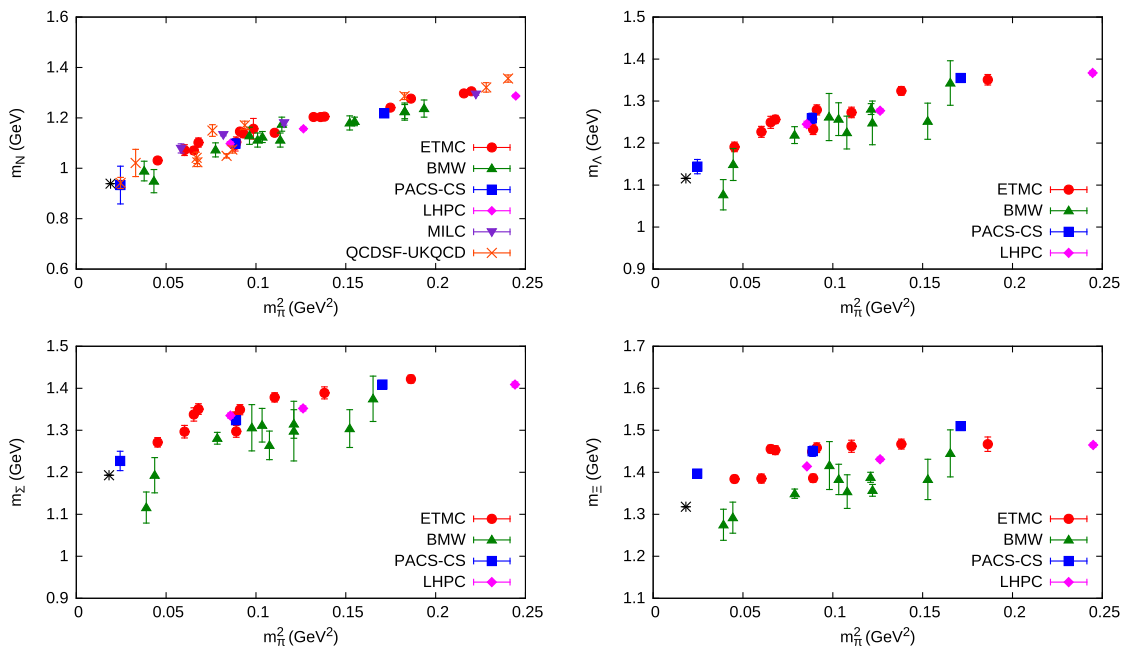 1.6
1.4
1.2
1
0.8
0.6
m_N (GeV)
0
0.05
0.1
0.15
0.2
0.25
m_π^2 (GeV^2)
ETMC
BMW
PACS-CS
LHPC
MILC
QCDSF-UKQCD
1.5
1.4
1.3
1.2
1.1
1
0.9
m_Λ (GeV)
0
0.05
0.1
0.15
0.2
0.25
m_π^2 (GeV^2)
ETMC
BMW
PACS-CS
LHPC
1.5
1.4
1.3
1.2
1.1
1
0.9
m_Σ (GeV)
0
0.05
0.1
0.15
0.2
0.25
m_π^2 (GeV^2)
ETMC
BMW
PACS-CS
LHPC
1.7
1.6
1.5
1.4
1.3
1.2
1.1
m_Ξ (GeV)
0
0.05
0.1
0.15
0.2
0.25
m_π^2 (GeV^2)
ETMC
BMW
PACS-CS
LHPC